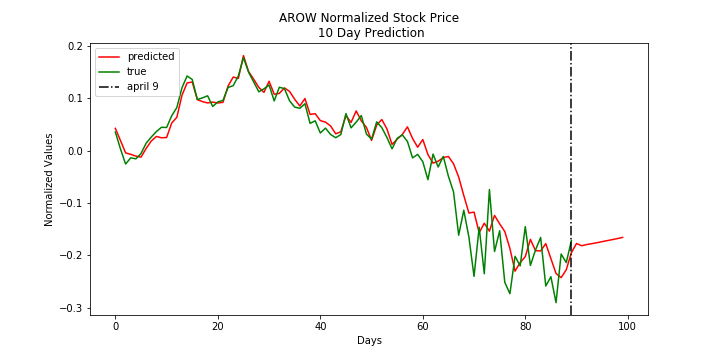 AROW Normalized Stock Price
10 Day Prediction
predicted
true
april 9
Normalized Values
0.2
0.1
0.0
−0.1
−0.2
−0.3
0
20
40
60
80
100
Days